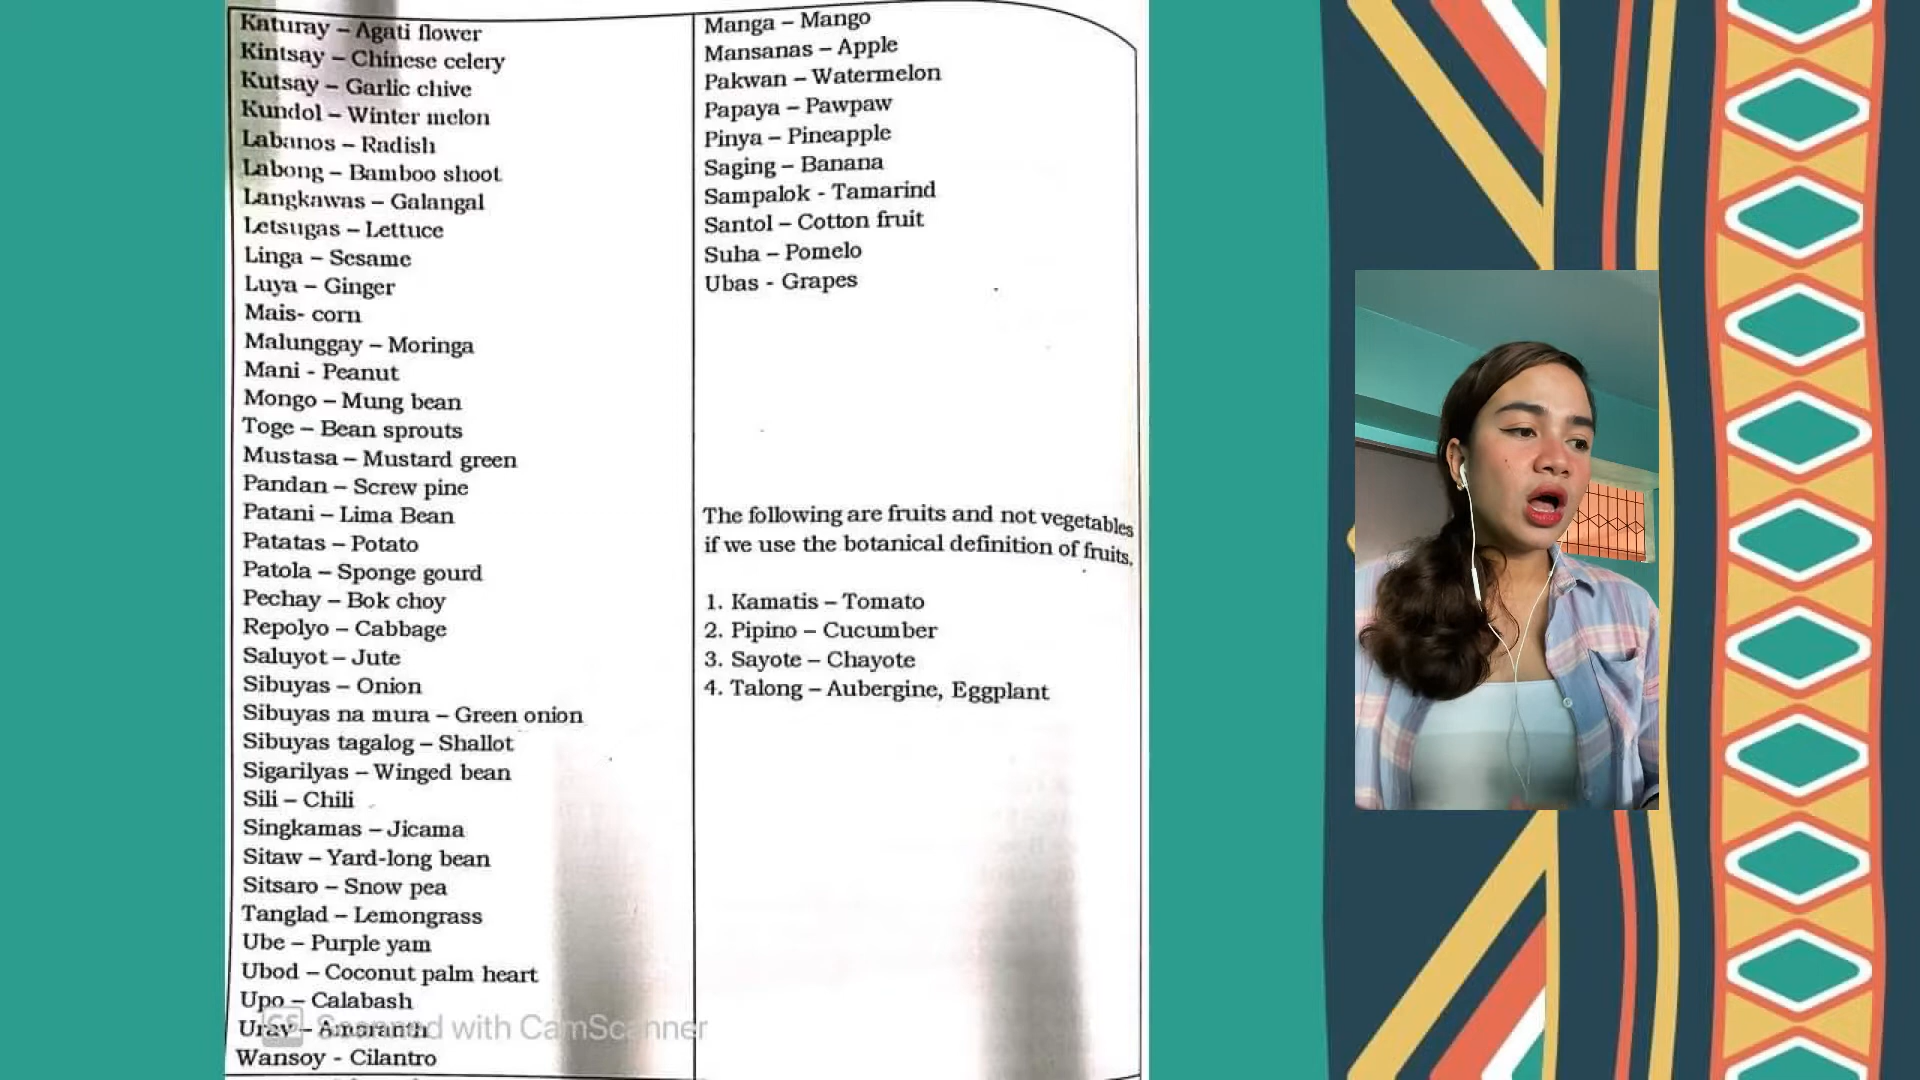 Katuray – Agati flower
Kintsay – Chinese celery
Kutsay – Garlic chive
Kundol – Winter melon
Labanos – Radish
Labong – Bamboo shoot
Langkawas – Galangal
Letsugas – Lettuce
Linga – Sesame
Luya – Ginger
Mais- corn
Malunggay – Moringa
Mani - Peanut
Mongo – Mung bean
Toge – Bean sprouts
Mustasa – Mustard green
Pandan – Screw pine
Patani – Lima Bean
Patatas – Potato
Patola – Sponge gourd
Pechay – Bok choy
Repolyo – Cabbage
Saluyot – Jute
Sibuyas – Onion
Sibuyas na mura – Green onion
Sibuyas tagalog – Shallot
Sigarilyas – Winged bean
Sili – Chili
Singkamas – Jicama
Sitaw – Yard-long bean
Sitsaro – Snow pea
Tanglad – Lemongrass
Ube – Purple yam
Ubod – Coconut palm heart
Upo – Calabash
Uray – Amaranth
Wansoy - Cilantro
Manga – Mango
Mansanas – Apple
Pakwan – Watermelon
Papaya – Pawpaw
Pinya – Pineapple
Saging – Banana
Sampalok - Tamarind
Santol – Cotton fruit
Suha – Pomelo
Ubas - Grapes
The following are fruits and not vegetables
if we use the botanical definition of fruits.
1. Kamatis – Tomato
2. Pipino – Cucumber
3. Sayote – Chayote
4. Talong – Aubergine, Eggplant
CS Scanned with CamScanner